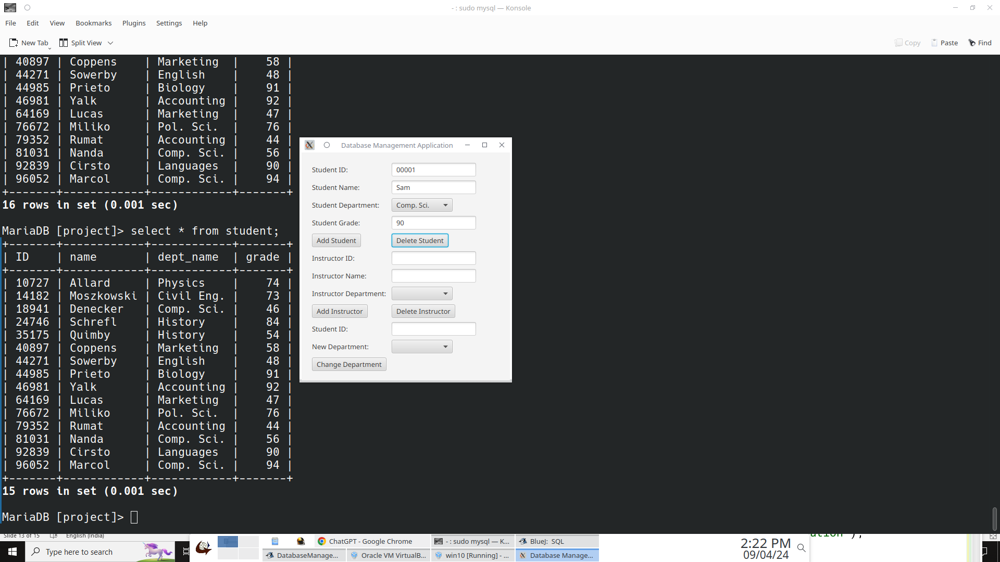 - : sudo mysql — Konsole
File Edit View Bookmarks Plugins Settings Help
New Tab Split View Copy Paste Find
| 40897 | Coppens    | Marketing  |    58 |
| 44271 | Sowerby    | English    |    48 |
| 44985 | Prieto     | Biology    |    91 |
| 46981 | Yalk       | Accounting |    92 |
| 64169 | Lucas      | Marketing  |    47 |
| 76672 | Miliko     | Pol. Sci.  |    76 |
| 79352 | Rumat      | Accounting |    44 |
| 81031 | Nanda      | Comp. Sci. |    56 |
| 92839 | Cirsto     | Languages  |    90 |
| 96052 | Marcol     | Comp. Sci. |    94 |
+-------+------------+------------+-------+
16 rows in set (0.001 sec)
MariaDB [project]> select * from student;
+-------+------------+------------+-------+
| ID    | name       | dept_name  | grade |
+-------+------------+------------+-------+
| 10727 | Allard     | Physics    |    74 |
| 14182 | Moszkowski | Civil Eng. |    73 |
| 18941 | Denecker   | Comp. Sci. |    46 |
| 24746 | Schrefl    | History    |    84 |
| 35175 | Quimby     | History    |    54 |
| 40897 | Coppens    | Marketing  |    58 |
| 44271 | Sowerby    | English    |    48 |
| 44985 | Prieto     | Biology    |    91 |
| 46981 | Yalk       | Accounting |    92 |
| 64169 | Lucas      | Marketing  |    47 |
| 76672 | Miliko     | Pol. Sci.  |    76 |
| 79352 | Rumat      | Accounting |    44 |
| 81031 | Nanda      | Comp. Sci. |    56 |
| 92839 | Cirsto     | Languages  |    90 |
| 96052 | Marcol     | Comp. Sci. |    94 |
+-------+------------+------------+-------+
15 rows in set (0.001 sec)
MariaDB [project]>
Database Management Application
Student ID: 00001
Student Name: Sam
Student Department: Comp. Sci.
Student Grade: 90
Add Student Delete Student
Instructor ID:
Instructor Name:
Instructor Department:
Add Instructor Delete Instructor
Student ID:
New Department:
Change Department
Slide 13 of 15 English (India)
Type here to search
ChatGPT - Google Chrome - : sudo mysql — K... BlueJ: SQL
DatabaseManage... Oracle VM VirtualB... win10 [Running] - ... Database Manage...
2:22 PM
09/04/24